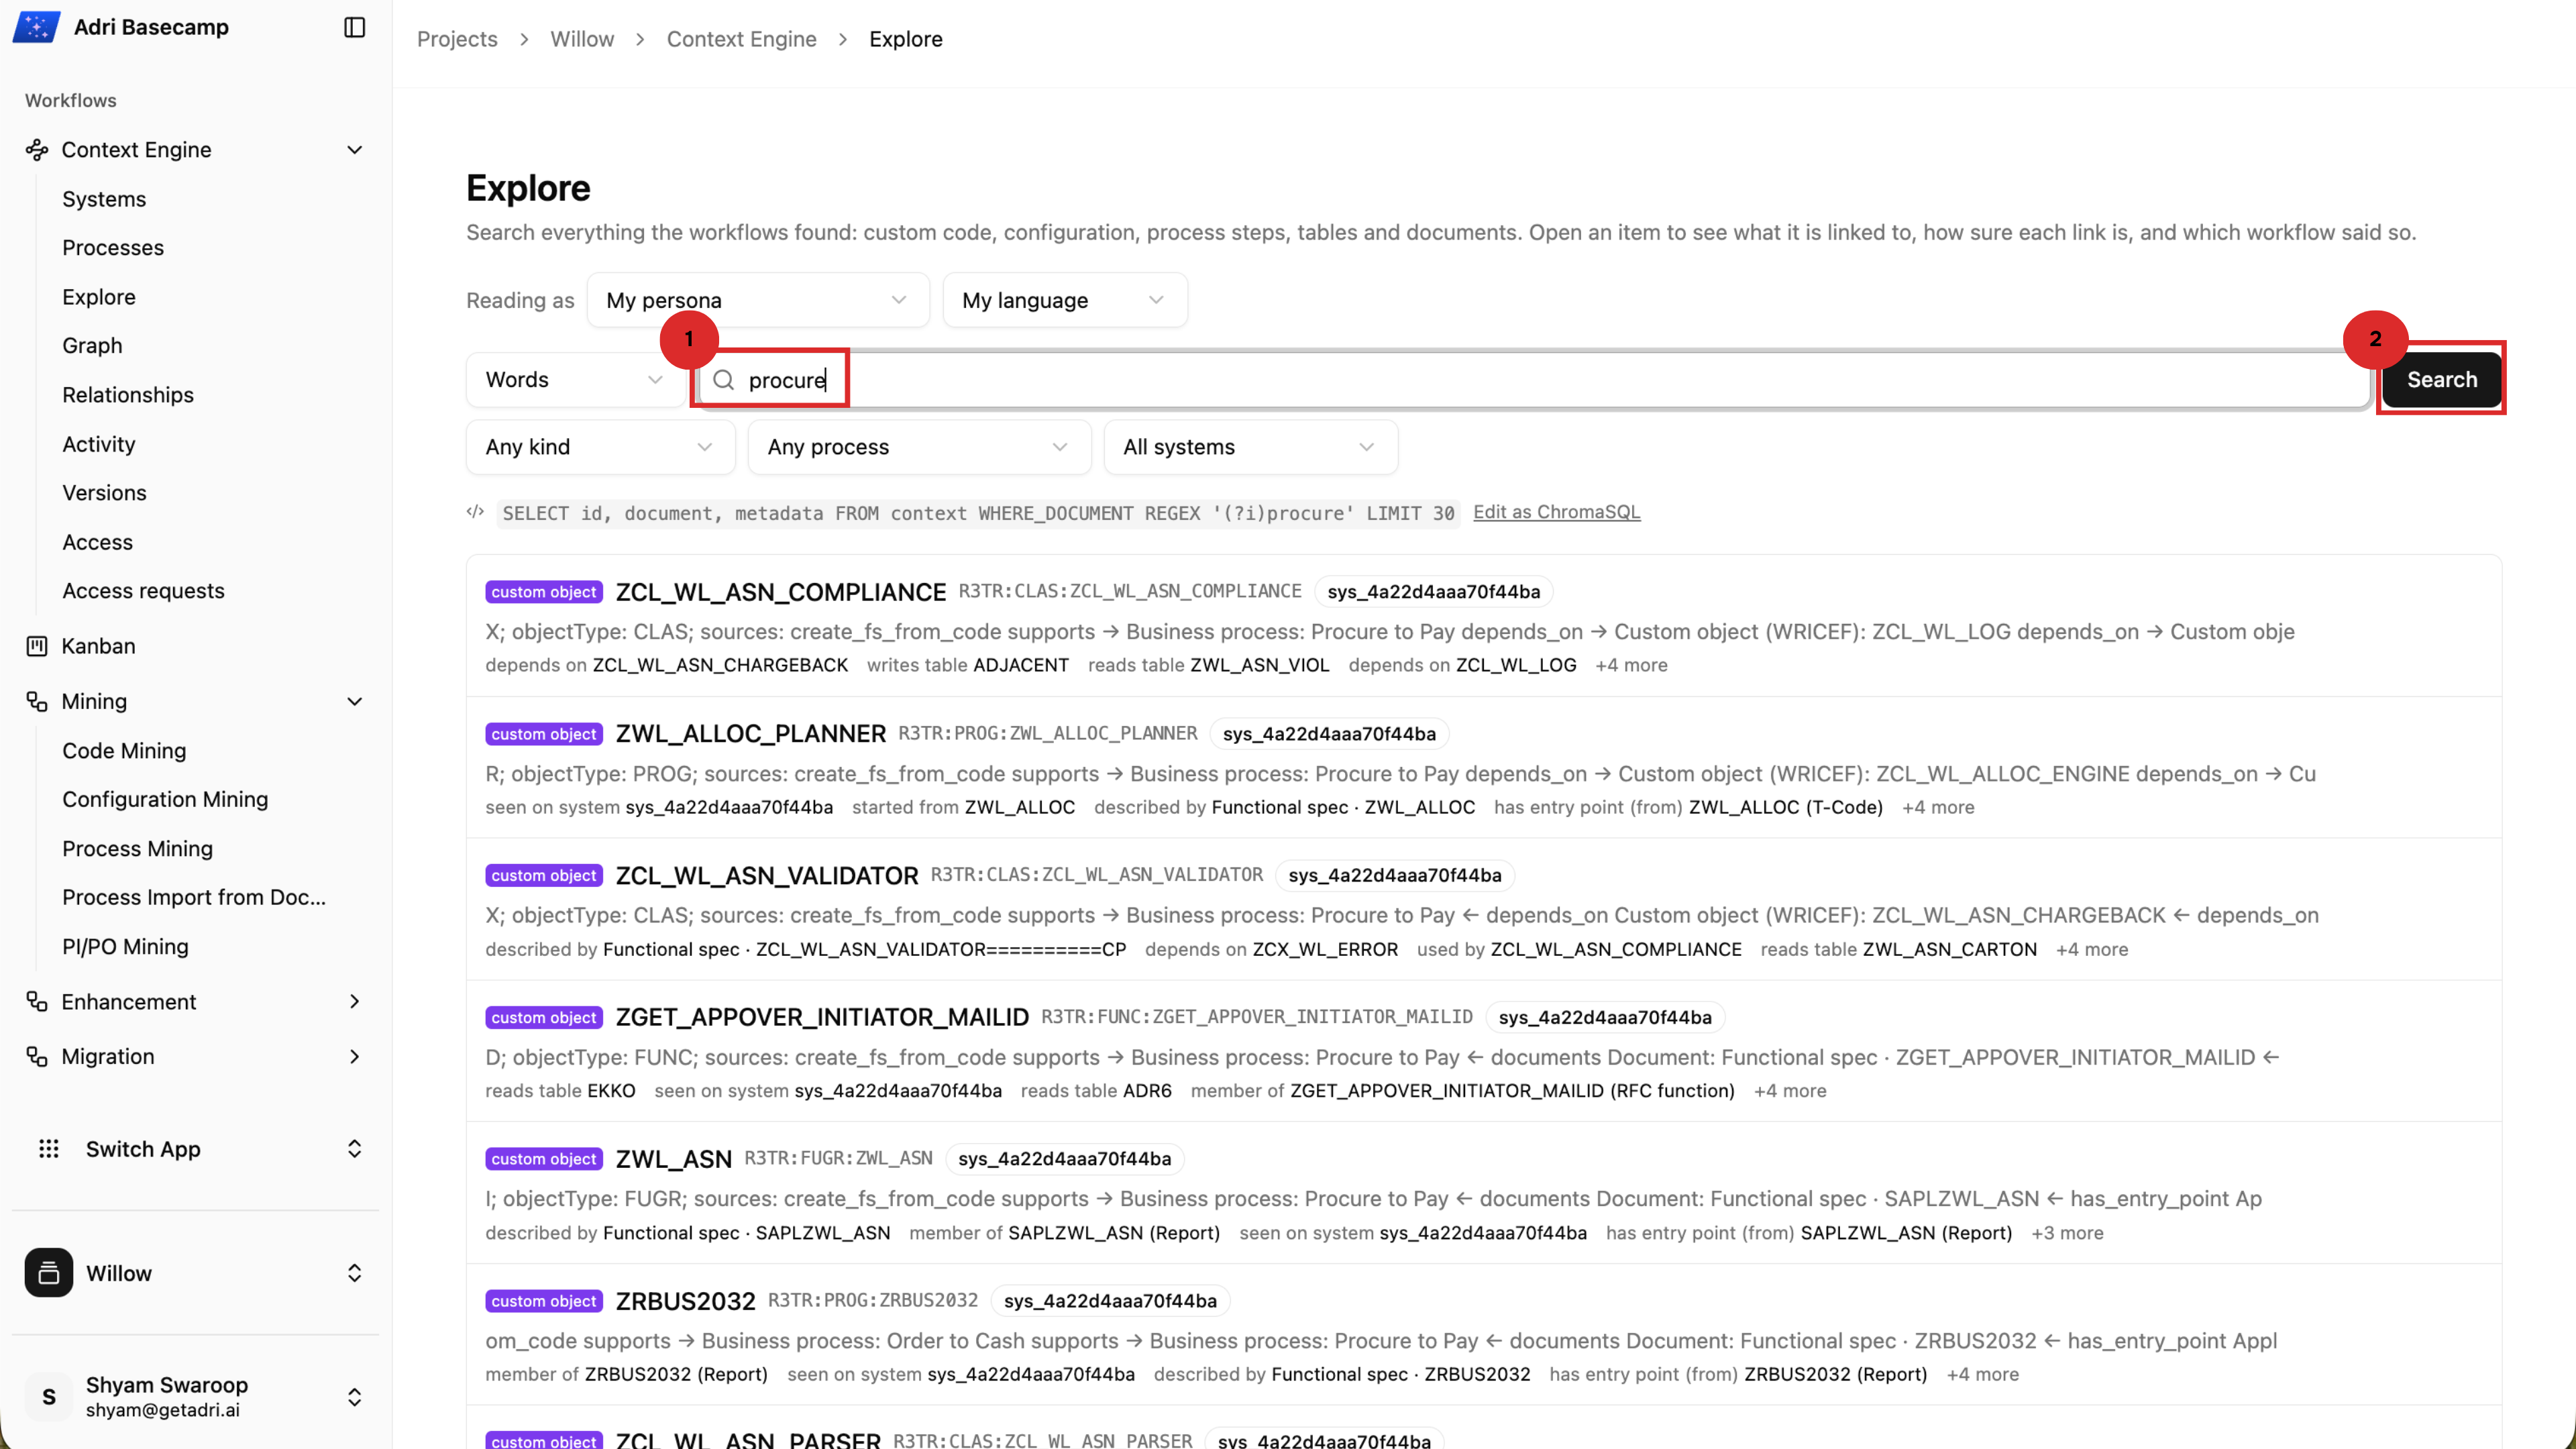 Adri Basecamp
Workflows
Context Engine
Systems
Processes
Explore
Graph
Relationships
Activity
Versions
Access
Access requests
Kanban
Mining
Code Mining
Configuration Mining
Process Mining
Process Import from Doc...
PI/PO Mining
Enhancement
Migration
Switch App
Willow
S
Shyam Swaroop
shyam@getadri.ai
Projects > Willow > Context Engine > Explore
Explore
Search everything the workflows found: custom code, configuration, process steps, tables and documents. Open an item to see what it is linked to, how sure each link is, and which workflow said so.
Reading as My persona My language
1
2
Words procure Search
Any kind Any process All systems
</> SELECT id, document, metadata FROM context WHERE_DOCUMENT REGEX '(?i)procure' LIMIT 30 Edit as ChromaSQL
custom object ZCL_WL_ASN_COMPLIANCE R3TR:CLAS:ZCL_WL_ASN_COMPLIANCE sys_4a22d4aaa70f44ba
X; objectType: CLAS; sources: create_fs_from_code supports → Business process: Procure to Pay depends_on → Custom object (WRICEF): ZCL_WL_LOG depends_on → Custom obje
depends on ZCL_WL_ASN_CHARGEBACK writes table ADJACENT reads table ZWL_ASN_VIOL depends on ZCL_WL_LOG +4 more
custom object ZWL_ALLOC_PLANNER R3TR:PROG:ZWL_ALLOC_PLANNER sys_4a22d4aaa70f44ba
R; objectType: PROG; sources: create_fs_from_code supports → Business process: Procure to Pay depends_on → Custom object (WRICEF): ZCL_WL_ALLOC_ENGINE depends_on → Cu
seen on system sys_4a22d4aaa70f44ba started from ZWL_ALLOC described by Functional spec · ZWL_ALLOC has entry point (from) ZWL_ALLOC (T-Code) +4 more
custom object ZCL_WL_ASN_VALIDATOR R3TR:CLAS:ZCL_WL_ASN_VALIDATOR sys_4a22d4aaa70f44ba
X; objectType: CLAS; sources: create_fs_from_code supports → Business process: Procure to Pay ← depends_on Custom object (WRICEF): ZCL_WL_ASN_CHARGEBACK ← depends_on
described by Functional spec · ZCL_WL_ASN_VALIDATOR==========CP depends on ZCX_WL_ERROR used by ZCL_WL_ASN_COMPLIANCE reads table ZWL_ASN_CARTON +4 more
custom object ZGET_APPOVER_INITIATOR_MAILID R3TR:FUNC:ZGET_APPOVER_INITIATOR_MAILID sys_4a22d4aaa70f44ba
D; objectType: FUNC; sources: create_fs_from_code supports → Business process: Procure to Pay ← documents Document: Functional spec · ZGET_APPOVER_INITIATOR_MAILID ←
reads table EKKO seen on system sys_4a22d4aaa70f44ba reads table ADR6 member of ZGET_APPOVER_INITIATOR_MAILID (RFC function) +4 more
custom object ZWL_ASN R3TR:FUGR:ZWL_ASN sys_4a22d4aaa70f44ba
I; objectType: FUGR; sources: create_fs_from_code supports → Business process: Procure to Pay ← documents Document: Functional spec · SAPLZWL_ASN ← has_entry_point Ap
described by Functional spec · SAPLZWL_ASN member of SAPLZWL_ASN (Report) seen on system sys_4a22d4aaa70f44ba has entry point (from) SAPLZWL_ASN (Report) +3 more
custom object ZRBUS2032 R3TR:PROG:ZRBUS2032 sys_4a22d4aaa70f44ba
om_code supports → Business process: Order to Cash supports → Business process: Procure to Pay ← documents Document: Functional spec · ZRBUS2032 ← has_entry_point Appl
member of ZRBUS2032 (Report) seen on system sys_4a22d4aaa70f44ba described by Functional spec · ZRBUS2032 has entry point (from) ZRBUS2032 (Report) +4 more
custom object ZCL_WL_ASN_PARSER R3TR:CLAS:ZCL_WL_ASN_PARSER sys_4a22d4aaa70f44ba